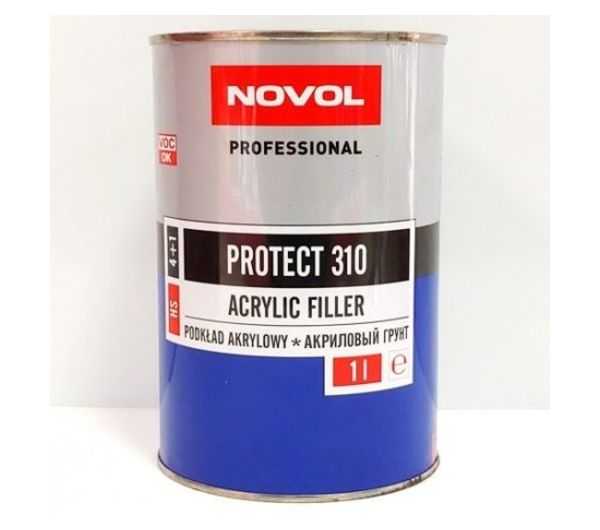 NOVOL
PROFESSIONAL
VOC
OK
4+1
PROTECT 310
HS
ACRYLIC FILLER
PODKŁAD AKRYLOWY * АКРИЛОВЫЙ ГРУНТ
1 l e